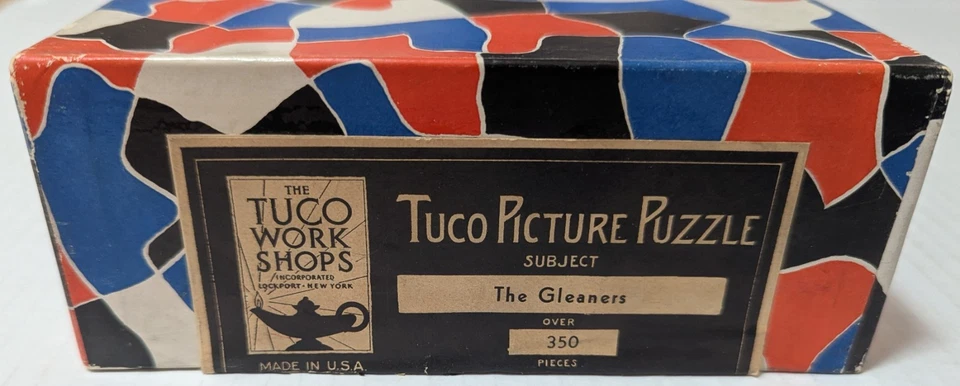 THE
TUCO
WORK
SHOPS
INCORPORATED
LOCKPORT • NEW YORK
MADE IN U.S.A.
TUCO PICTURE PUZZLE
SUBJECT
The Gleaners
OVER
350
PIECES